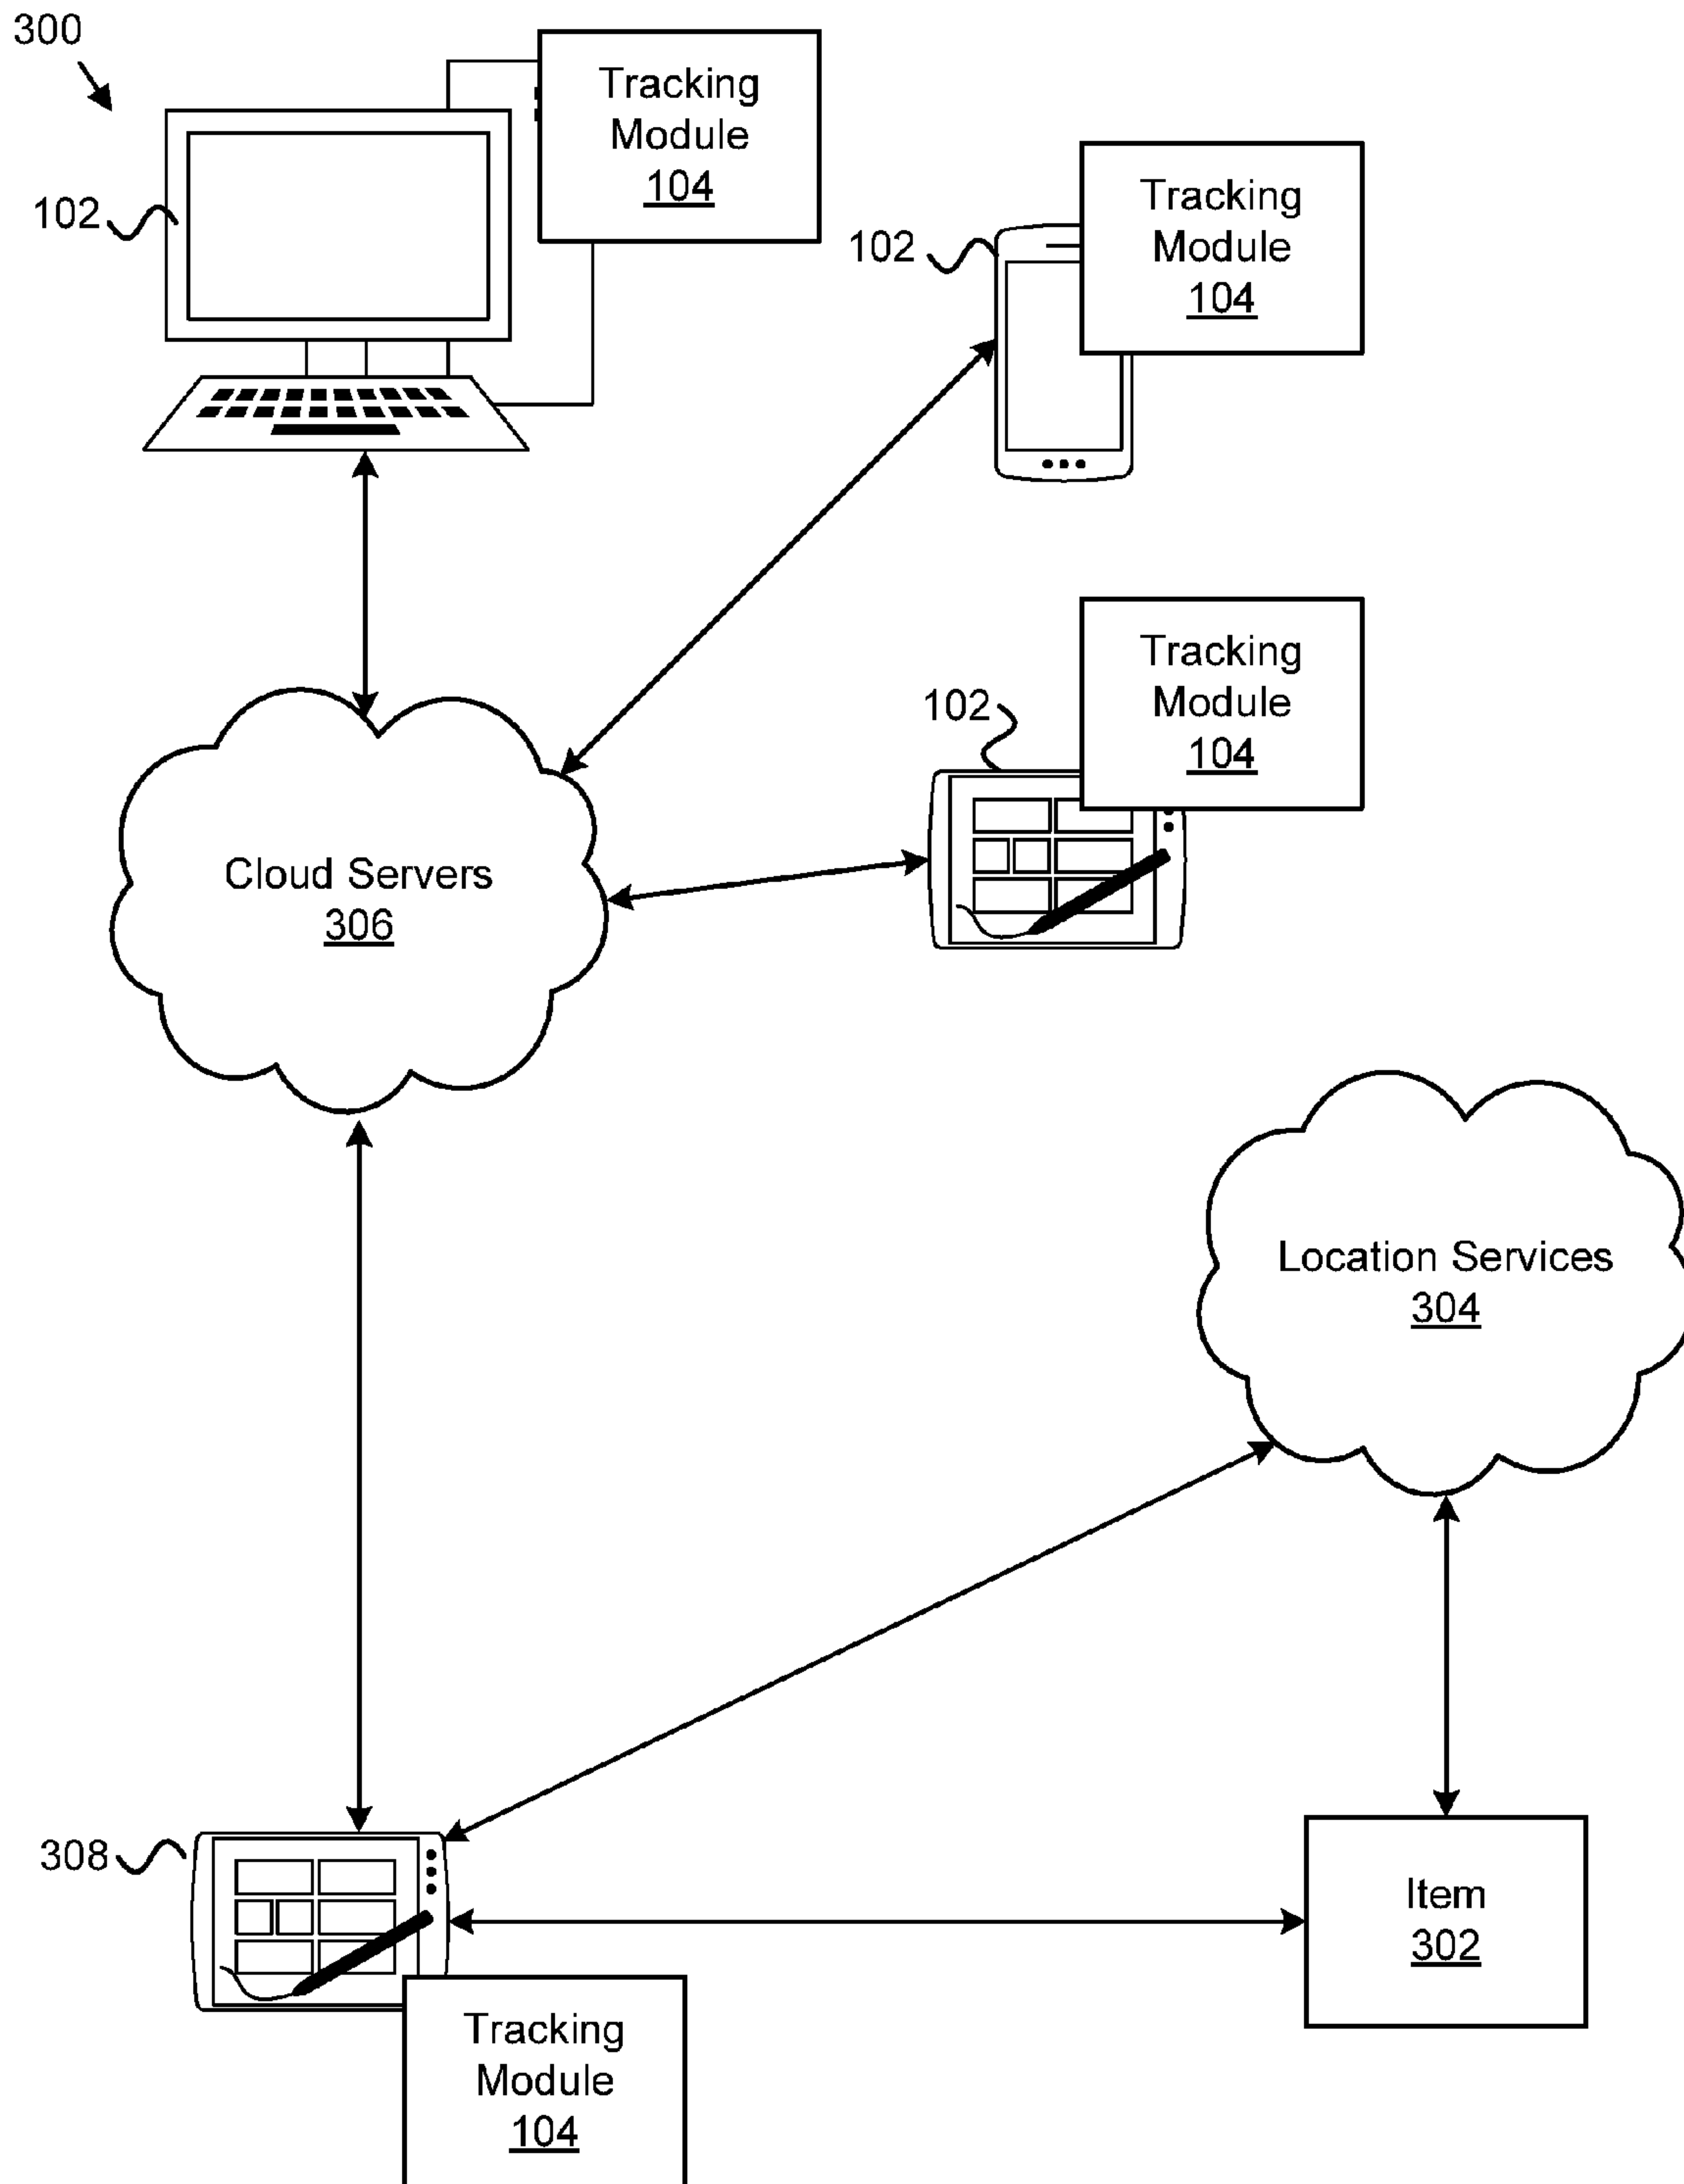 300
Tracking
Module
104
102
Tracking
Module
104
102
Tracking
Module
104
102
Cloud Servers
306
Location Services
304
308
Item
302
Tracking
Module
104